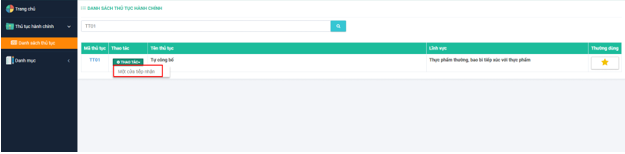 Trang chủ
DANH SÁCH THỦ TỤC HÀNH CHÍNH
Thủ tục hành chính
TT01
Danh sách thủ tục
Danh mục
Mã thủ tục Thao tác Tên thủ tục Lĩnh vực Thường dùng
TT01 THAO TÁC Tự công bố Thực phẩm thường, bao bì tiếp xúc với thực phẩm
Mở cửa tiếp nhận